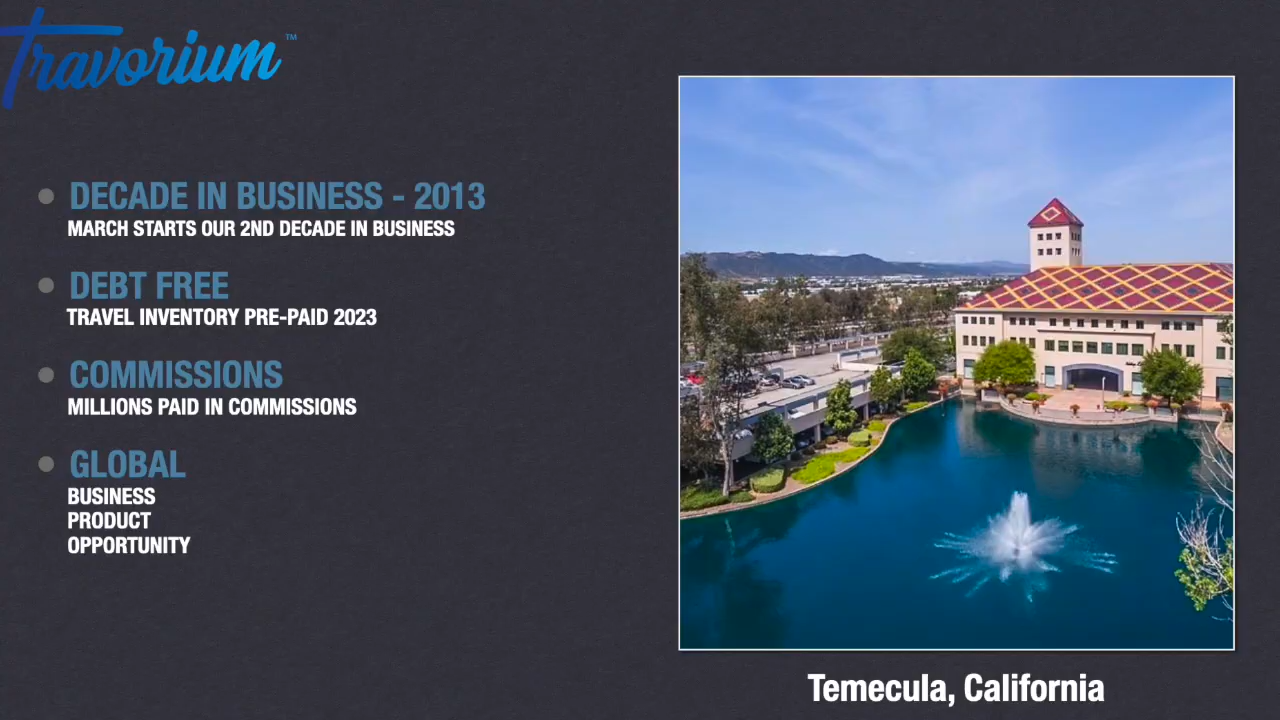 Travorium™
DECADE IN BUSINESS - 2013
MARCH STARTS OUR 2ND DECADE IN BUSINESS
DEBT FREE
TRAVEL INVENTORY PRE-PAID 2023
COMMISSIONS
MILLIONS PAID IN COMMISSIONS
GLOBAL
BUSINESS
PRODUCT
OPPORTUNITY
Temecula, California